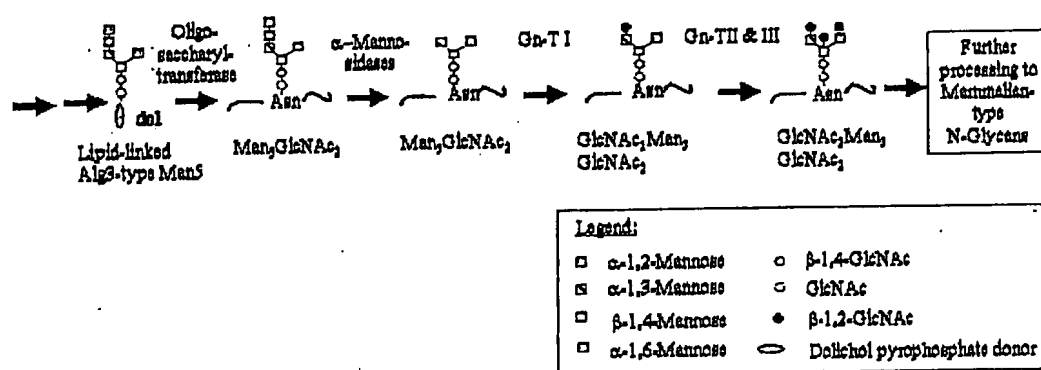 Oligo-
saccharyl-
transferase
α-Manno-
sidases
Gn-T I
Gn-TII & III
Further
processing to
Mammalian-
type
N-Glycans
dol
Asn
Asn
Asn
Asn
Lipid-linked
Alg3-type Man5
Man5GlcNAc2
Man3GlcNAc2
GlcNAc
GlcNAc2
GlcNAc
GlcNAc2
Legend:
α-1,2-Mannose
β-1,4-GlcNAc
α-1,3-Mannose
GlcNAc
β-1,4-Mannose
β-1,2-GlcNAc
α-1,6-Mannose
Dolichol pyrophosphate donor